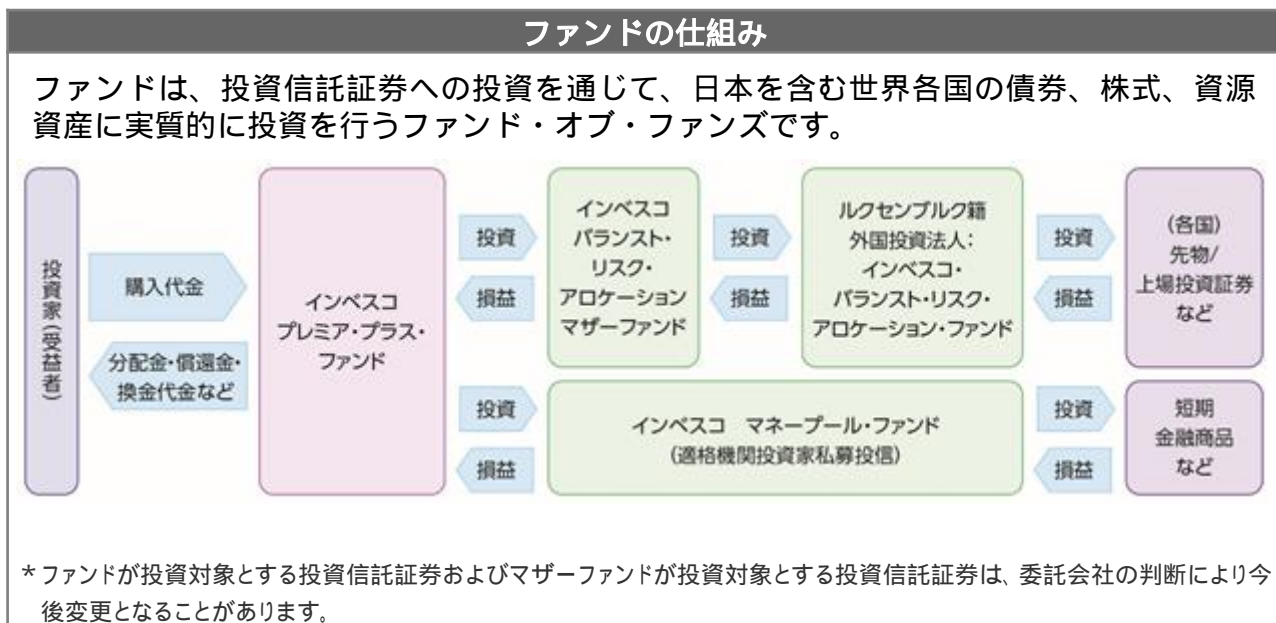 ファンドの仕組み
ファンドは、投資信託証券への投資を通じて、日本を含む世界各国の債券、株式、資源
資産に実質的に投資を行うファンド・オブ・ファンズです。
投資家(受益者)
購入代金
分配金・償還金・
換金代金など
インベスコ
プレミア・プラス・
ファンド
投資
損益
インベスコ
バランスト・
リスク・
アロケーション
マザーファンド
投資
損益
ルクセンブルク籍
外国投資法人:
インベスコ・
バランスト・リスク・
アロケーション・ファンド
投資
損益
(各国)
先物/
上場投資証券
など
投資
損益
インベスコ マネープール・ファンド
(適格機関投資家私募投信)
投資
損益
短期
金融商品
など
*ファンドが投資対象とする投資信託証券およびマザーファンドが投資対象とする投資信託証券は、委託会社の判断により今
後変更となることがあります。